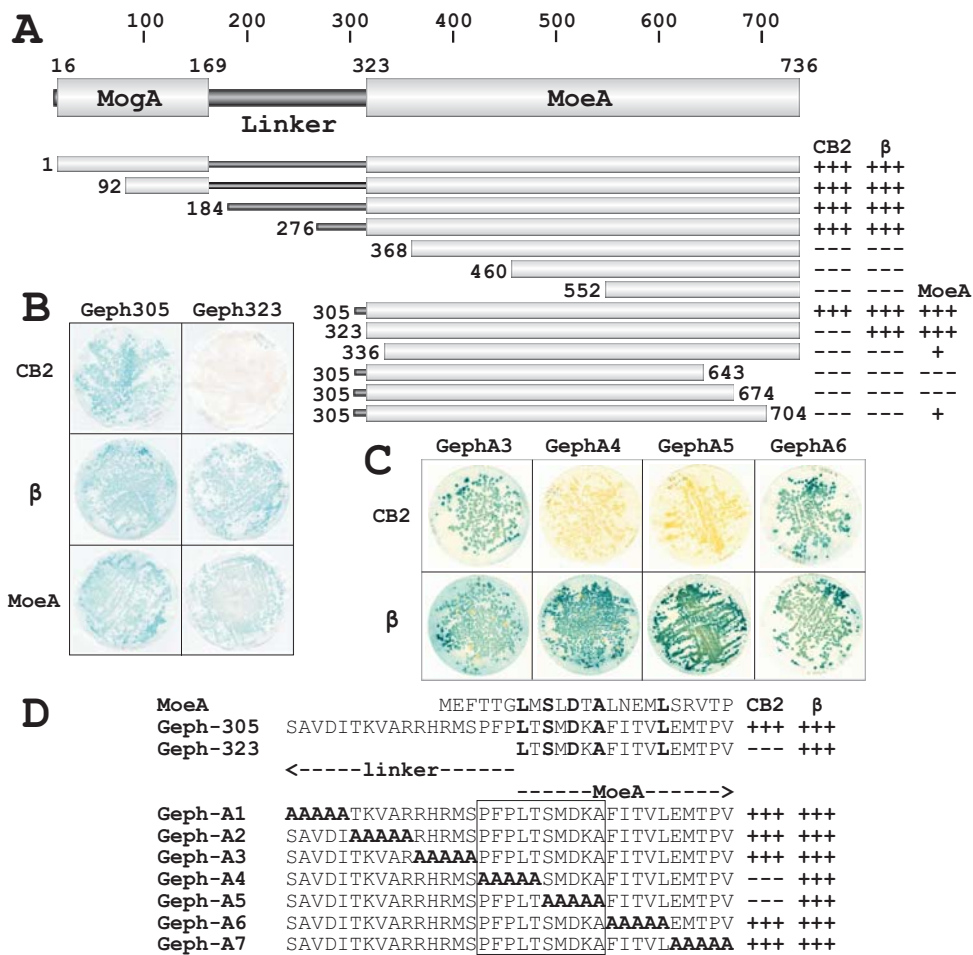 A
100 200 300 400 500 600 700
16 169 323 736
MogA MoeA
Linker
CB2 β
1 +++ +++
92 +++ +++
184 +++ +++
276 +++ +++
368 --- ---
460 --- ---
552 --- --- MoeA
305 +++ +++ +++
323 --- +++ +++
336 --- --- +
305 643 --- --- ---
305 674 --- --- ---
305 704 --- --- +
B
Geph305 Geph323
CB2
β
MoeA
C
GephA3 GephA4 GephA5 GephA6
CB2
β
D
MoeA MEFTTGLMSLDTALNEMLSRVTP CB2 β
Geph-305 SAVDITKVARRHRMSPFPLTSMDKAFITVLEMTPV +++ +++
Geph-323 LTSMDKAFITVLEMTPV --- +++
<-----linker------
------MoeA------>
Geph-A1 AAAAATKVARRHRMSPFPLTSMDKAFITVLEMTPV +++ +++
Geph-A2 SAVDIAAAAARHRMSPFPLTSMDKAFITVLEMTPV +++ +++
Geph-A3 SAVDITKVARAAAAAPFPLTSMDKAFITVLEMTPV +++ +++
Geph-A4 SAVDITKVARRHRMSAAAAASMDKAFITVLEMTPV --- +++
Geph-A5 SAVDITKVARRHRMSPFPLTAAAAAFITVLEMTPV --- +++
Geph-A6 SAVDITKVARRHRMSPFPLTSMDKAAAAAAEMTPV +++ +++
Geph-A7 SAVDITKVARRHRMSPFPLTSMDKAFITVLAAAAA +++ +++